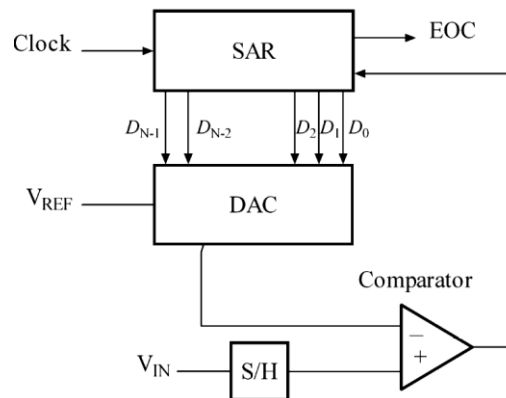 Clock
SAR
EOC
D_{N-1} D_{N-2} D_2 D_1 D_0
V_{REF}
DAC
Comparator
−
+
V_{IN}
S/H